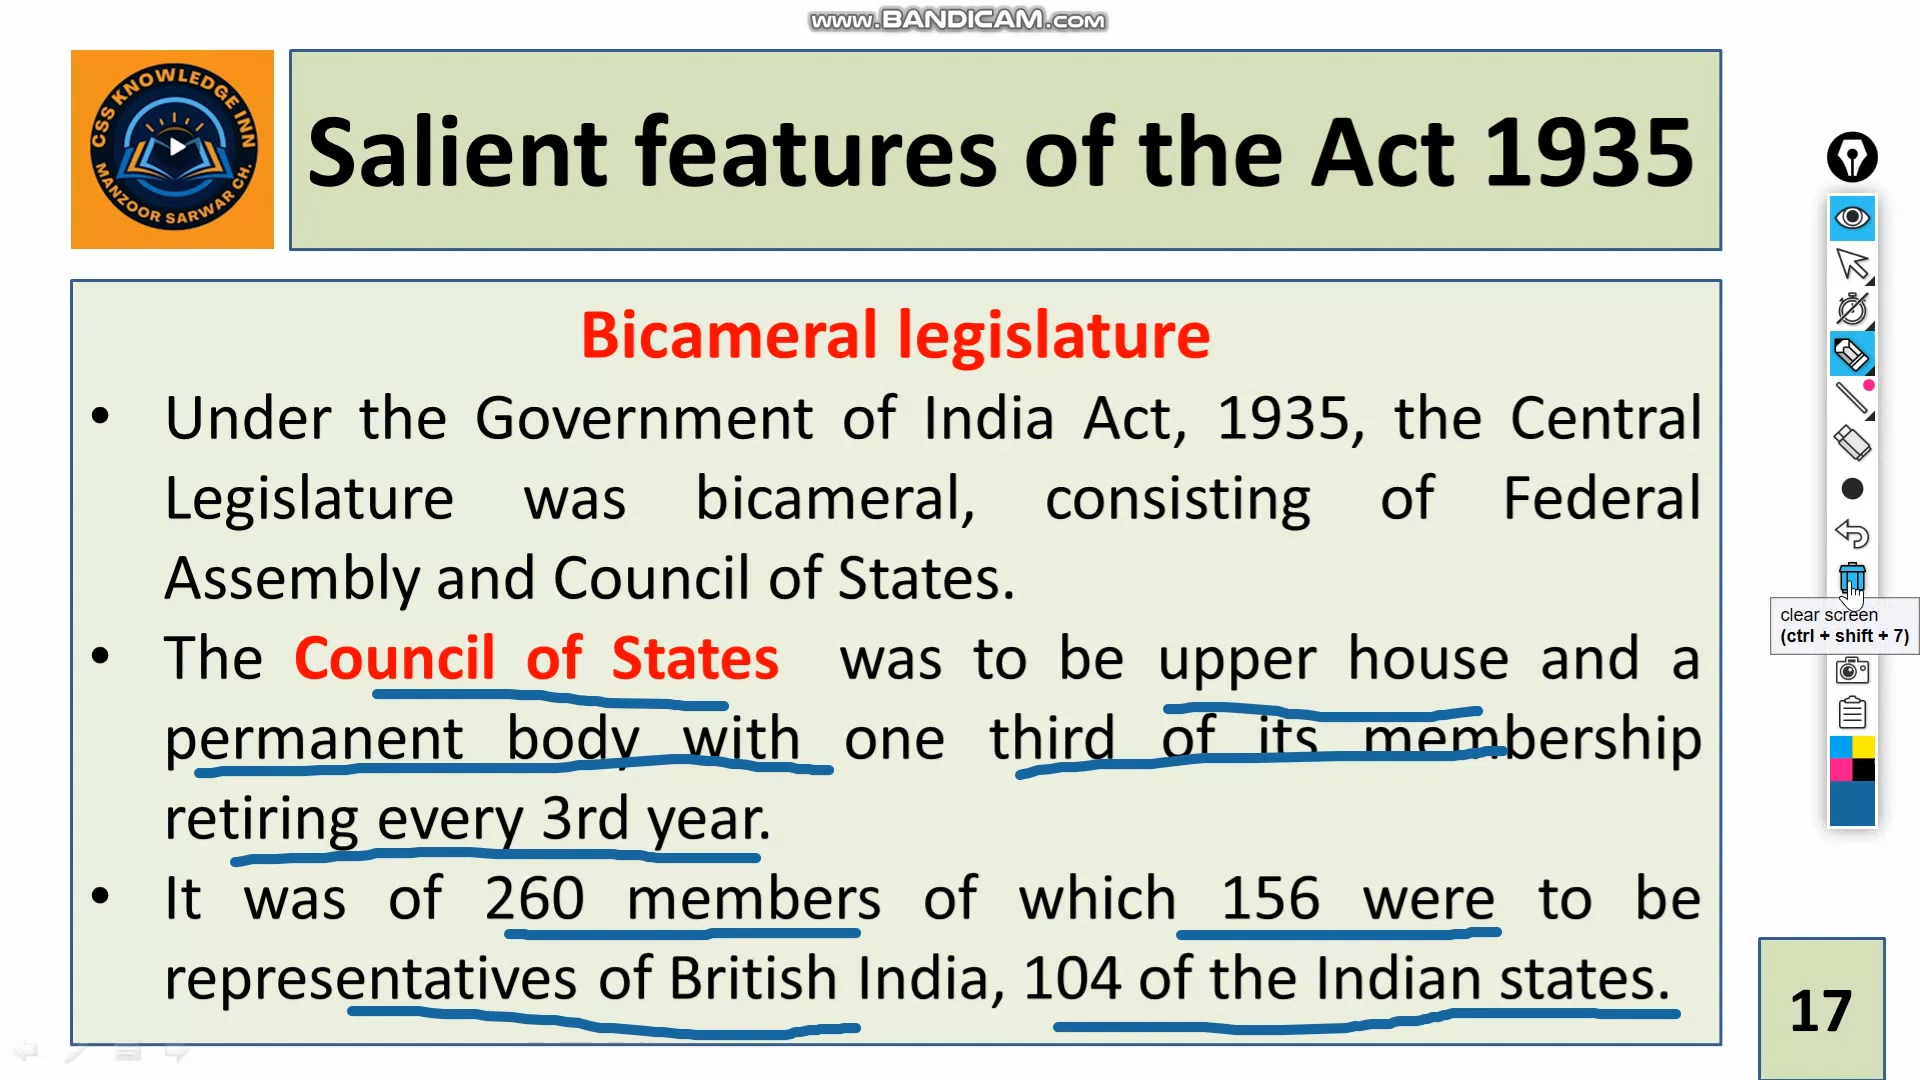 www.BANDICAM.com
CSS KNOWLEDGE INN
MANZOOR SARWAR CH.
Salient features of the Act 1935
Bicameral legislature
• Under the Government of India Act, 1935, the Central
Legislature was bicameral, consisting of Federal
Assembly and Council of States.
• The Council of States was to be upper house and a
permanent body with one third of its membership
retiring every 3rd year.
• It was of 260 members of which 156 were to be
representatives of British India, 104 of the Indian states.
clear screen
(ctrl + shift + 7)
17